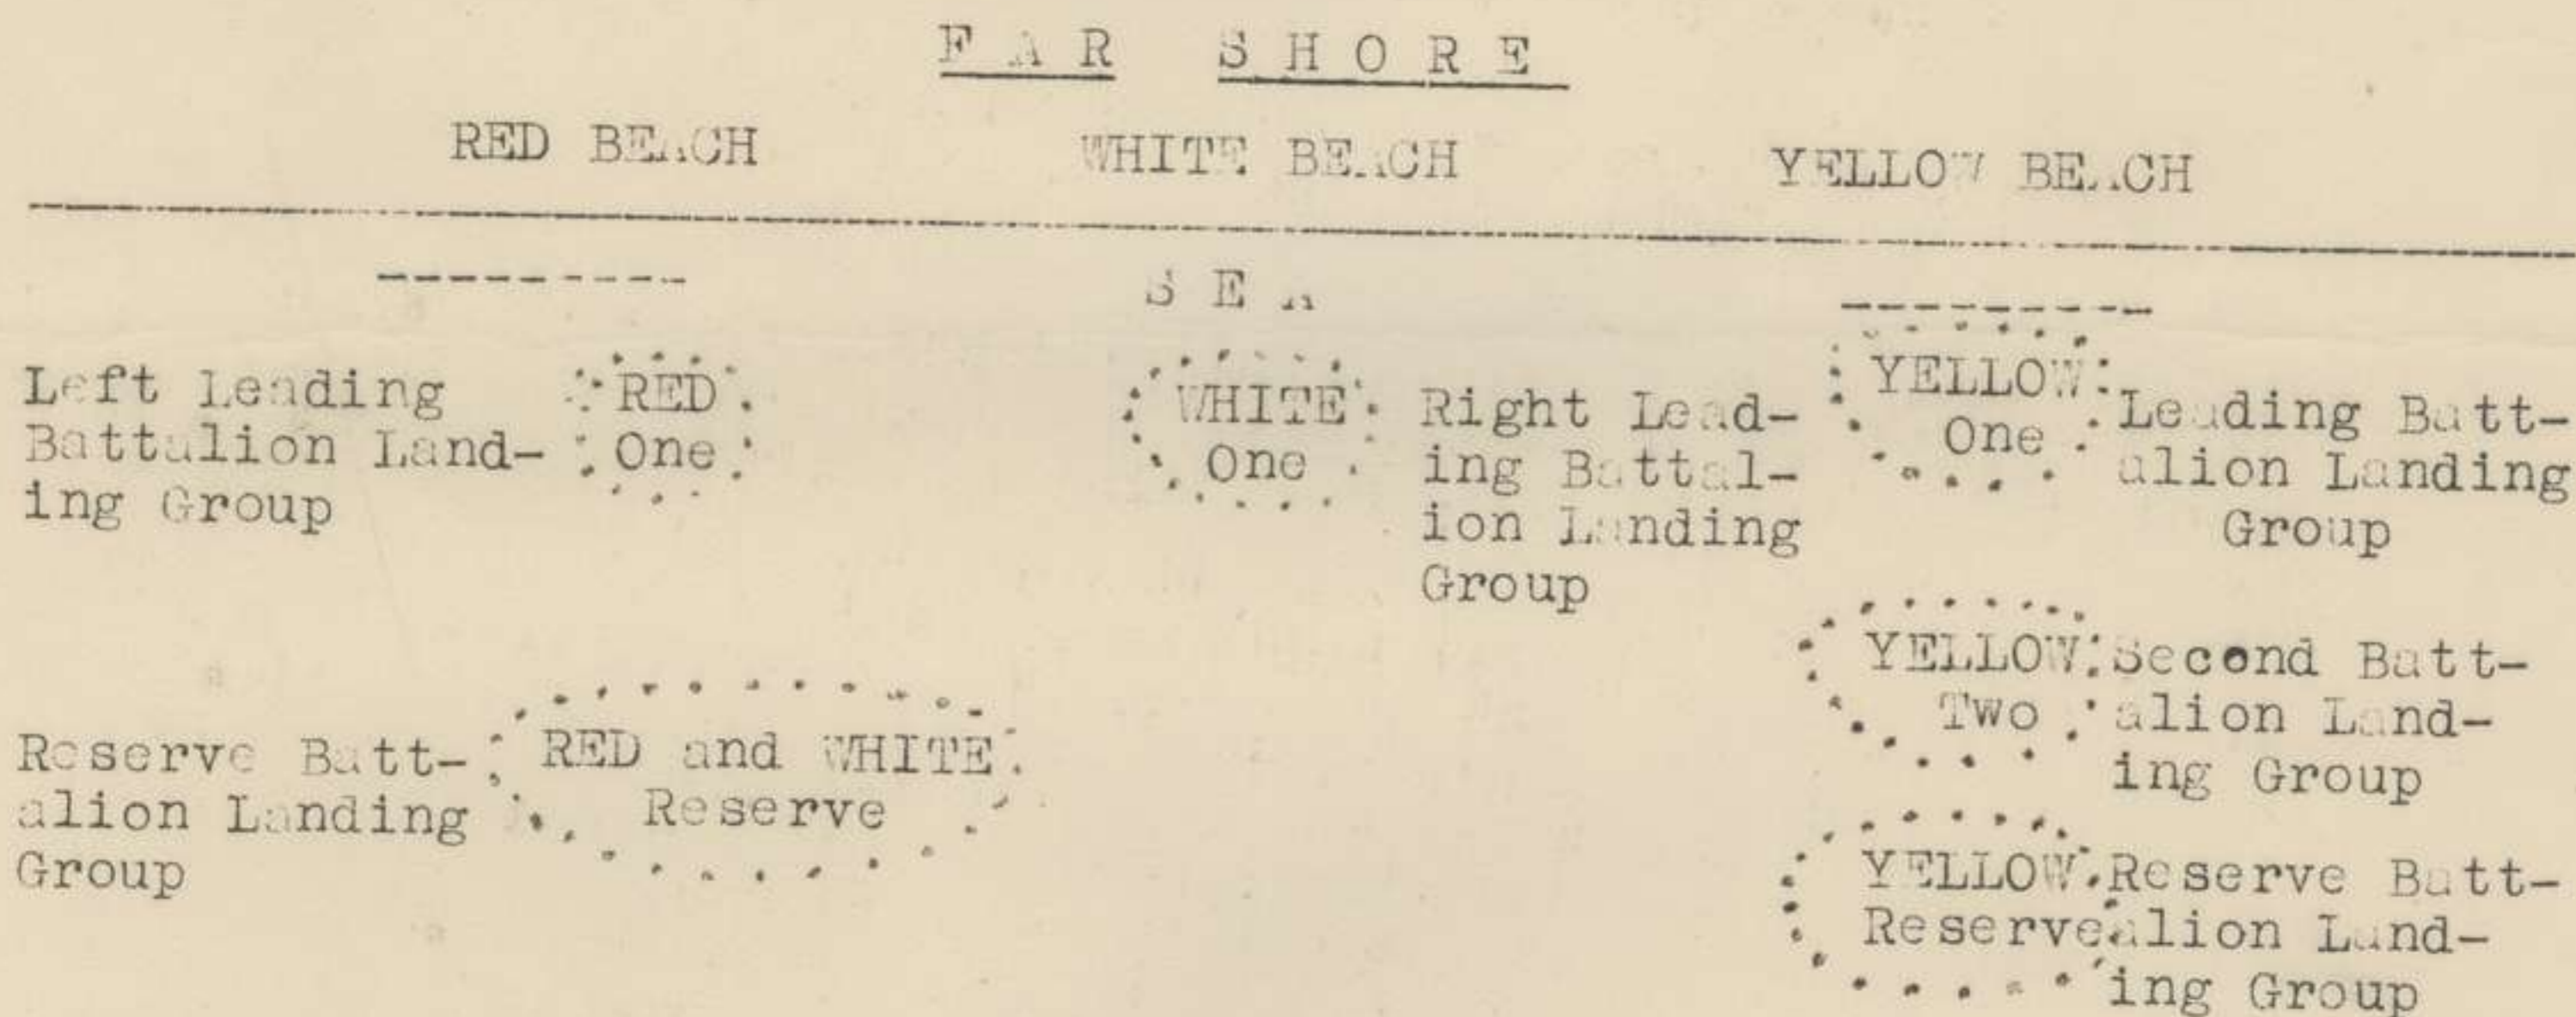 FAR SHORE
RED BEACH WHITE BEACH YELLOW BEACH
SEA
Left Leading
Battalion Land-
ing Group
RED
One
WHITE
One
Right Lead-
ing Battal-
ion Landing
Group
YELLOW
One
Leading Batt-
alion Landing
Group
YELLOW
Two
Second Batt-
alion Land-
ing Group
Reserve Batt-
alion Landing
Group
RED and WHITE
Reserve
YELLOW
Reserve
Reserve Batt-
alion Land-
ing Group